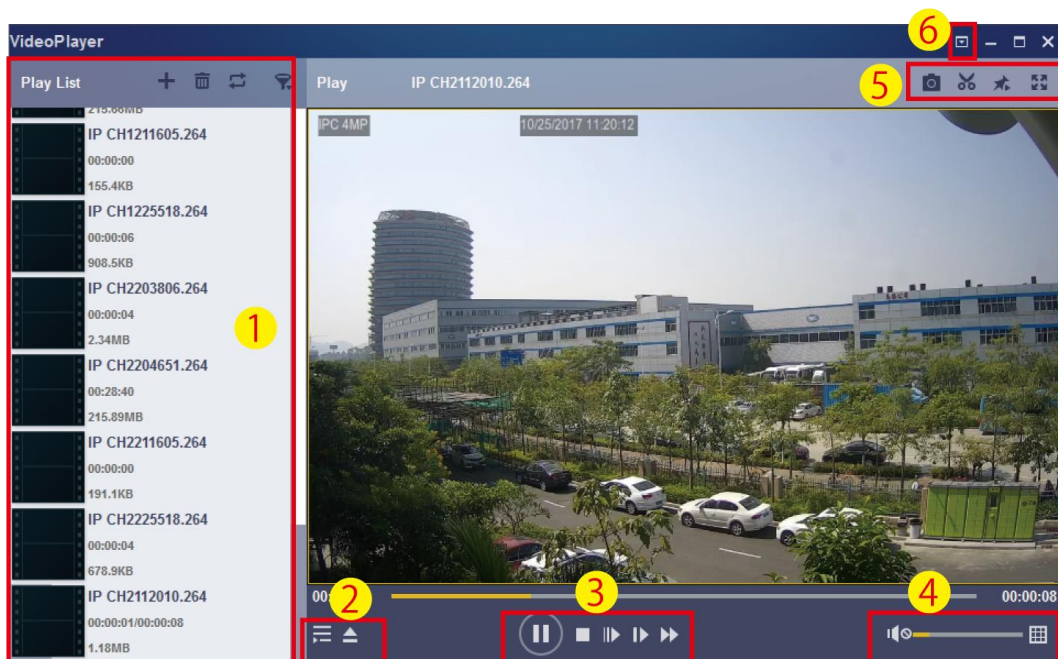 VideoPlayer
6
Play List
Play IP CH2112010.264
5
215.66MB
IP CH1211605.264
00:00:00
155.4KB
IP CH1225518.264
00:00:06
908.5KB
IP CH2203806.264
00:00:04
2.34MB
1
IP CH2204651.264
00:28:40
215.89MB
IP CH2211605.264
00:00:00
191.1KB
IP CH2225518.264
00:00:04
678.9KB
IP CH2112010.264
00:00:01/00:00:08
1.18MB
IPC 4MP 10/25/2017 11:20:12
00:
2
3
4
00:00:08